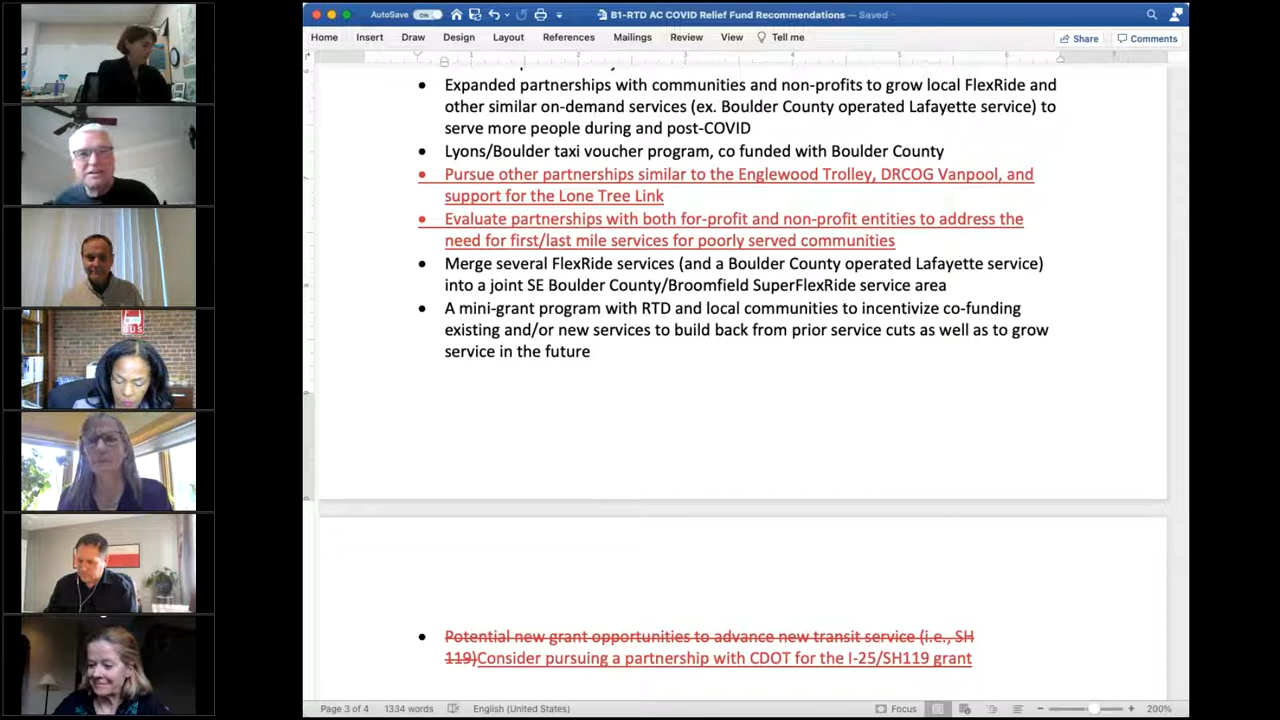 AutoSave ON B1-RTD AC COVID Relief Fund Recommendations — Saved
Home Insert Draw Design Layout References Mailings Review View Tell me Share Comments
• Expanded partnerships with communities and non-profits to grow local FlexRide and
other similar on-demand services (ex. Boulder County operated Lafayette service) to
serve more people during and post-COVID
• Lyons/Boulder taxi voucher program, co funded with Boulder County
• Pursue other partnerships similar to the Englewood Trolley, DRCOG Vanpool, and
support for the Lone Tree Link
• Evaluate partnerships with both for-profit and non-profit entities to address the
need for first/last mile services for poorly served communities
• Merge several FlexRide services (and a Boulder County operated Lafayette service)
into a joint SE Boulder County/Broomfield SuperFlexRide service area
• A mini-grant program with RTD and local communities to incentivize co-funding
existing and/or new services to build back from prior service cuts as well as to grow
service in the future
• Potential new grant opportunities to advance new transit service (i.e., SH
119)Consider pursuing a partnership with CDOT for the I-25/SH119 grant
Page 3 of 4 1334 words English (United States) Focus 200%
BUS